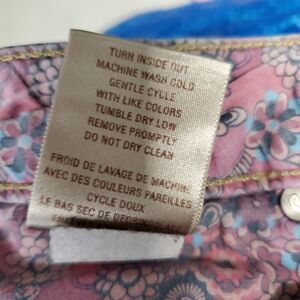 TURN INSIDE OUT
MACHINE WASH COLD
GENTLE CYCLE
WITH LIKE COLORS
TUMBLE DRY LOW
REMOVE PROMPTLY
DO NOT DRY CLEAN
FROID DE LAVAGE DE MACHINE
AVEC DES COULEURS PAREILLES
CYCLE DOUX
LE BAS SEC DE